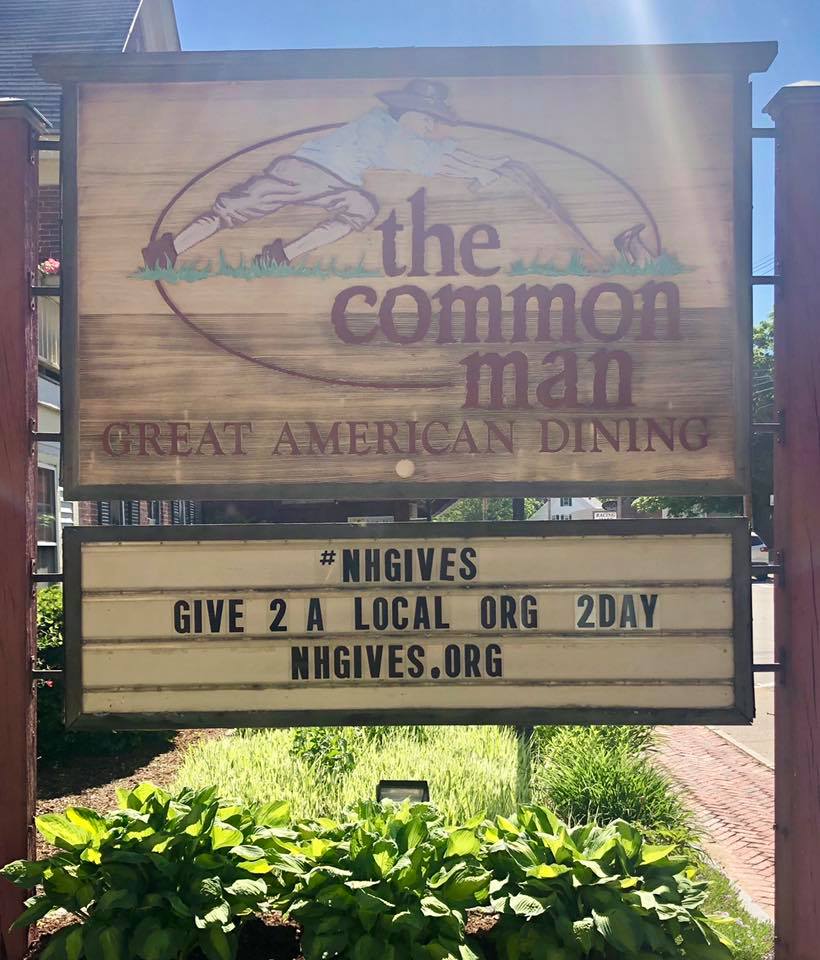 the
common
man
GREAT AMERICAN DINING
#NHGIVES
GIVE 2 A LOCAL ORG 2DAY
NHGIVES.ORG